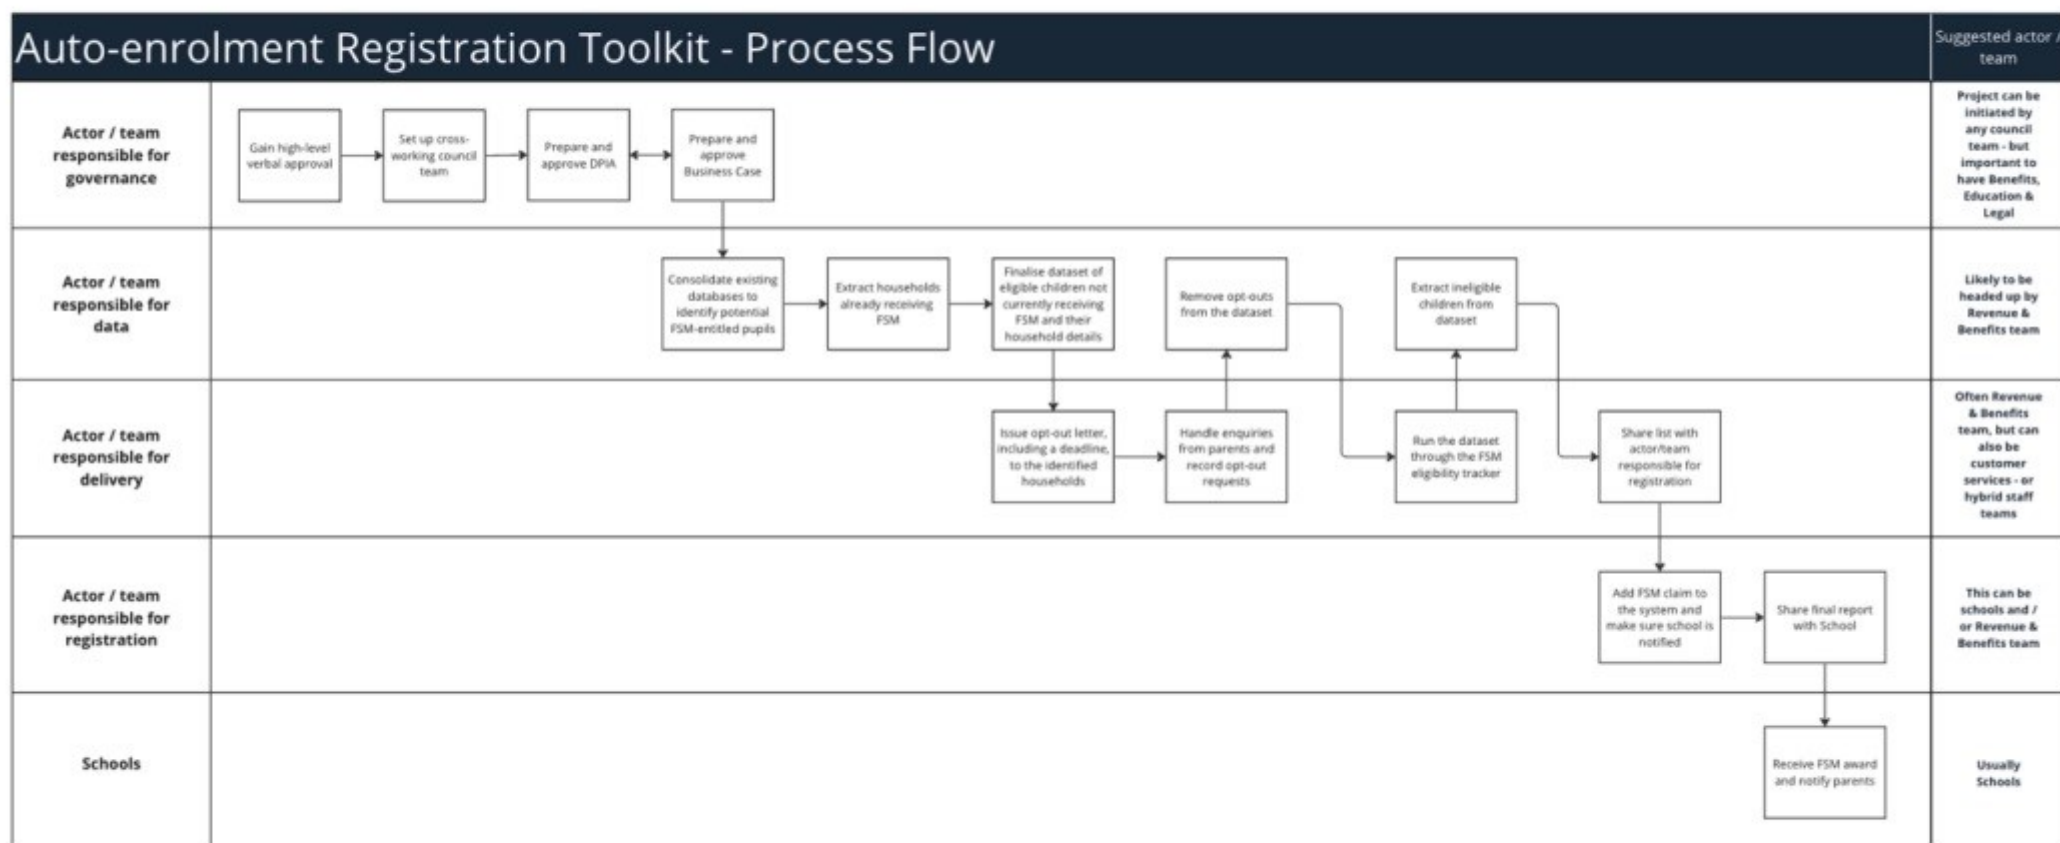 Auto-enrolment Registration Toolkit - Process Flow
Suggested actor /
team
Actor / team
responsible for
governance
Gain high-level
verbal approval
Set up cross-
working council
team
Prepare and
approve DPIA
Prepare and
approve
Business Case
Project can be
initiated by
any council
team - but
important to
have Benefits,
Education &
Legal
Actor / team
responsible for
data
Consolidate existing
databases to
identify potential
FSM-entitled pupils
Extract households
already receiving
FSM
Finalise dataset of
eligible children not
currently receiving
FSM and their
household details
Remove opt-outs
from the dataset
Extract ineligible
children from
dataset
Likely to be
headed up by
Revenue &
Benefits team
Actor / team
responsible for
delivery
Issue opt-out letter,
including a deadline,
to the identified
households
Handle enquiries
from parents and
record opt-out
requests
Run the dataset
through the FSM
eligibility tracker
Share list with
actor/team
responsible for
registration
Often Revenue
& Benefits
team, but can
also be
customer
services - or
hybrid staff
teams
Actor / team
responsible for
registration
Add FSM claim to
the system and
make sure school is
notified
Share final report
with School
This can be
schools and /
or Revenue &
Benefits team
Schools
Receive FSM award
and notify parents
Usually
Schools